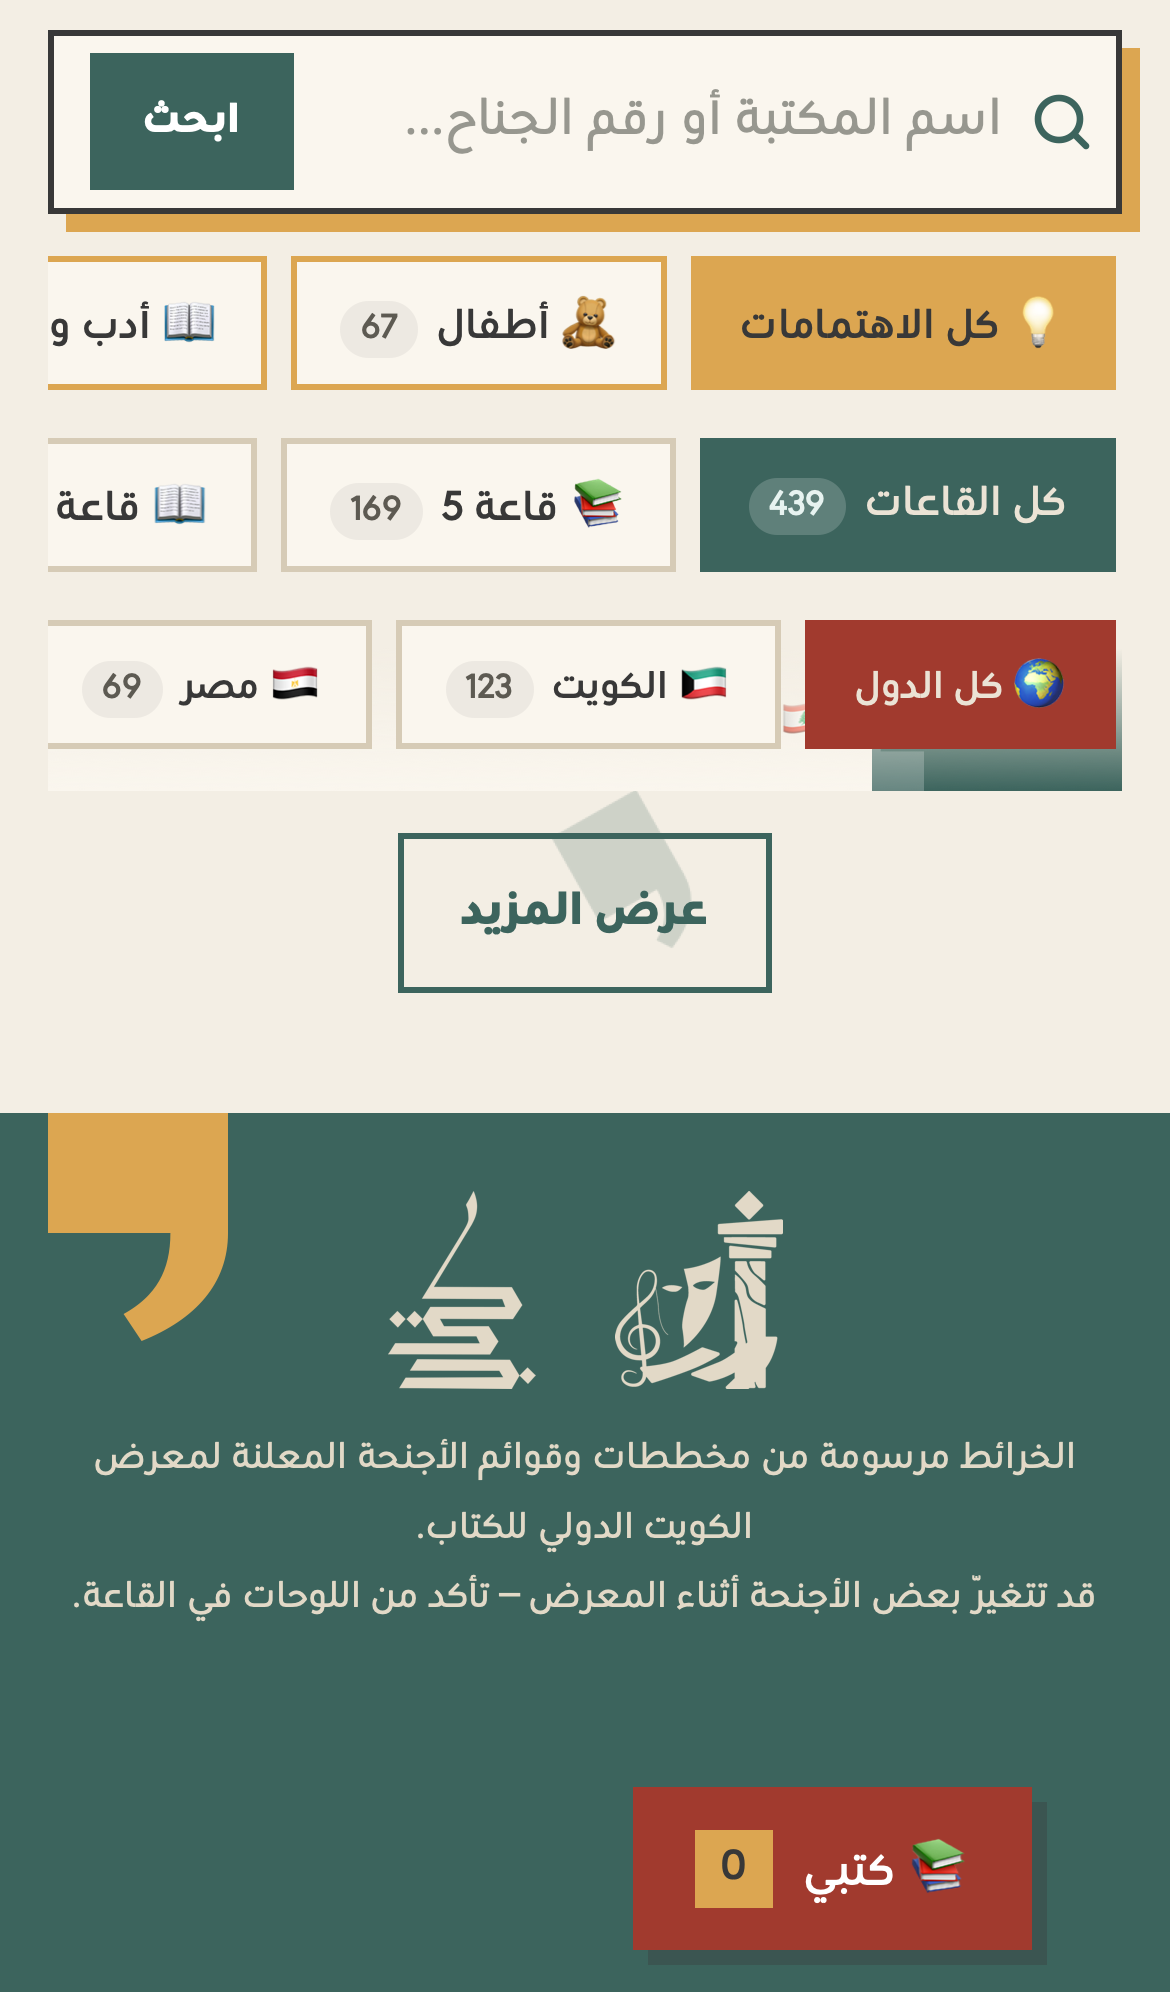 اسم المكتبة أو رقم الجناح...
ابحث
كل الاهتمامات
أطفال 67
أدب و
كل القاعات 439
قاعة 5 169
قاعة
كل الدول
الكويت 123
مصر 69
عرض المزيد
الخرائط مرسومة من مخططات وقوائم الأجنحة المعلنة لمعرض
الكويت الدولي للكتاب.
قد تتغيّر بعض الأجنحة أثناء المعرض — تأكد من اللوحات في القاعة.
كتبي 0